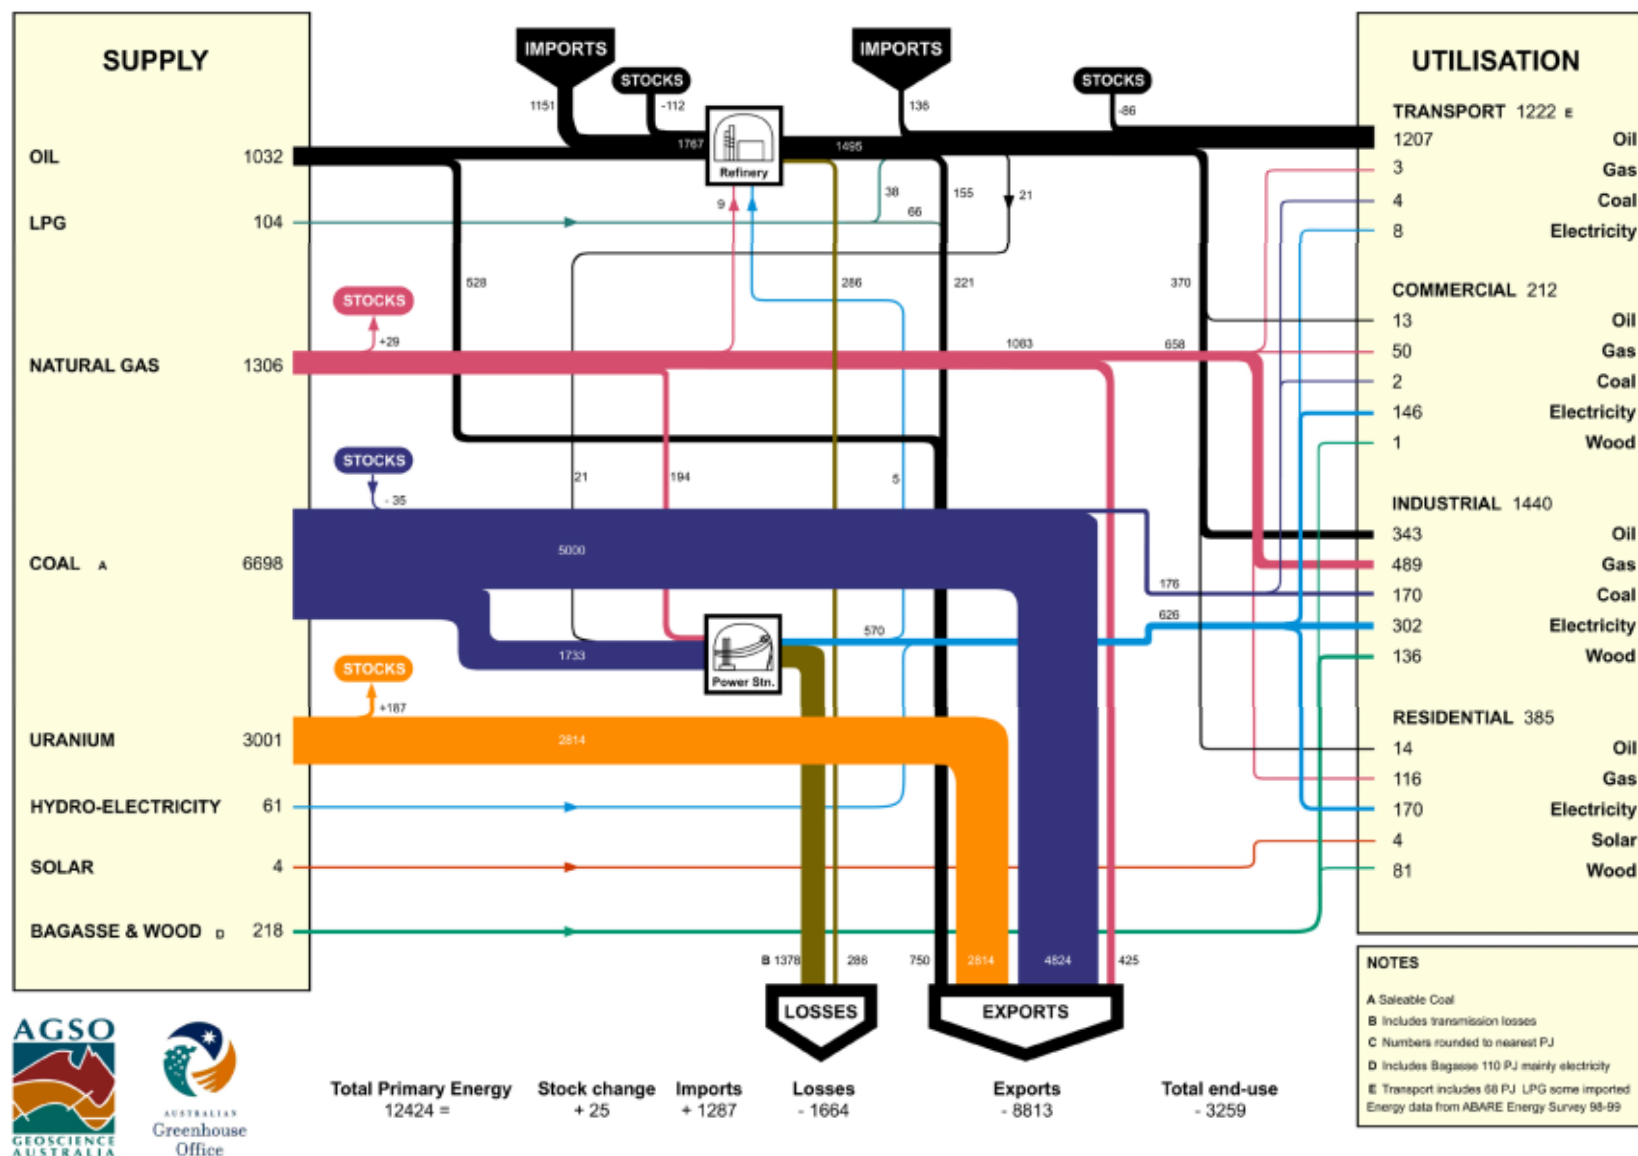 SUPPLY
OIL 1032
LPG 104
NATURAL GAS 1306
COAL A 6698
URANIUM 3001
HYDRO-ELECTRICITY 61
SOLAR 4
BAGASSE & WOOD D 218
IMPORTS
1151
STOCKS
-112
1767
Refinery
1495
IMPORTS
136
STOCKS
-86
9
38
66
155
21
528
286
221
370
STOCKS
+29
1083
658
STOCKS
- 35
21
194
5
5000
176
626
570
1733
Power Stn.
STOCKS
+187
2814
B 1378
286
750
2814
4824
425
LOSSES
EXPORTS
UTILISATION
TRANSPORT 1222 E
1207 Oil
3 Gas
4 Coal
8 Electricity
COMMERCIAL 212
13 Oil
50 Gas
2 Coal
146 Electricity
1 Wood
INDUSTRIAL 1440
343 Oil
489 Gas
170 Coal
302 Electricity
136 Wood
RESIDENTIAL 385
14 Oil
116 Gas
170 Electricity
4 Solar
81 Wood
NOTES
A Saleable Coal
B Includes transmission losses
C Numbers rounded to nearest PJ
D Includes Bagasse 110 PJ mainly electricity
E Transport includes 68 PJ LPG some imported
Energy data from ABARE Energy Survey 98-99
AGSO
GEOSCIENCE
AUSTRALIA
AUSTRALIAN
Greenhouse
Office
Total Primary Energy Stock change Imports Losses Exports Total end-use
12424 = + 25 + 1287 - 1664 - 8813 - 3259